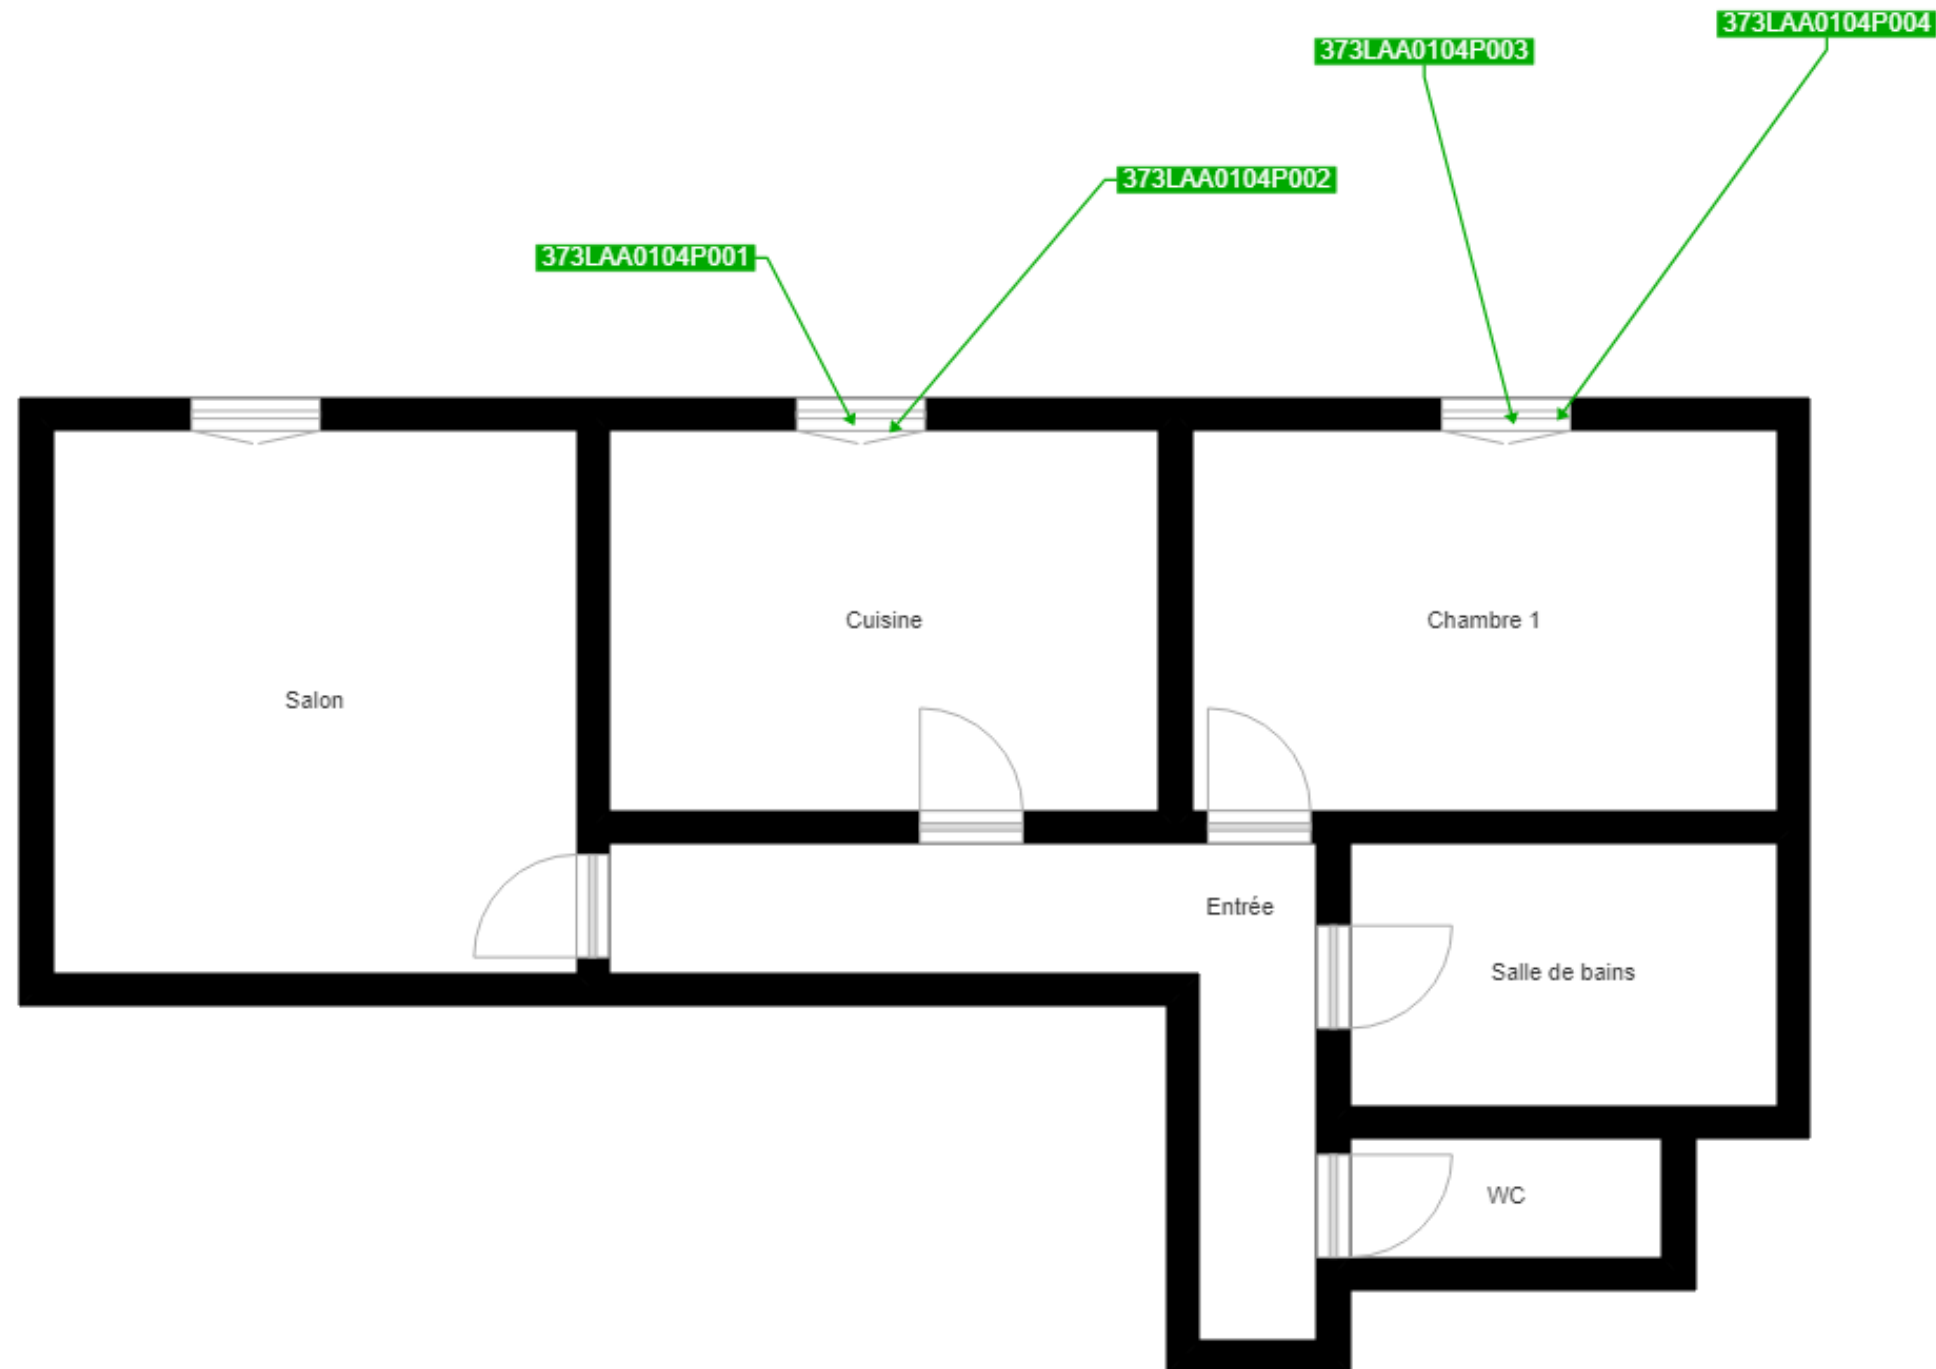 373LAA0104P004
373LAA0104P003
373LAA0104P002
373LAA0104P001
Cuisine
Chambre 1
Salon
Entrée
Salle de bains
WC